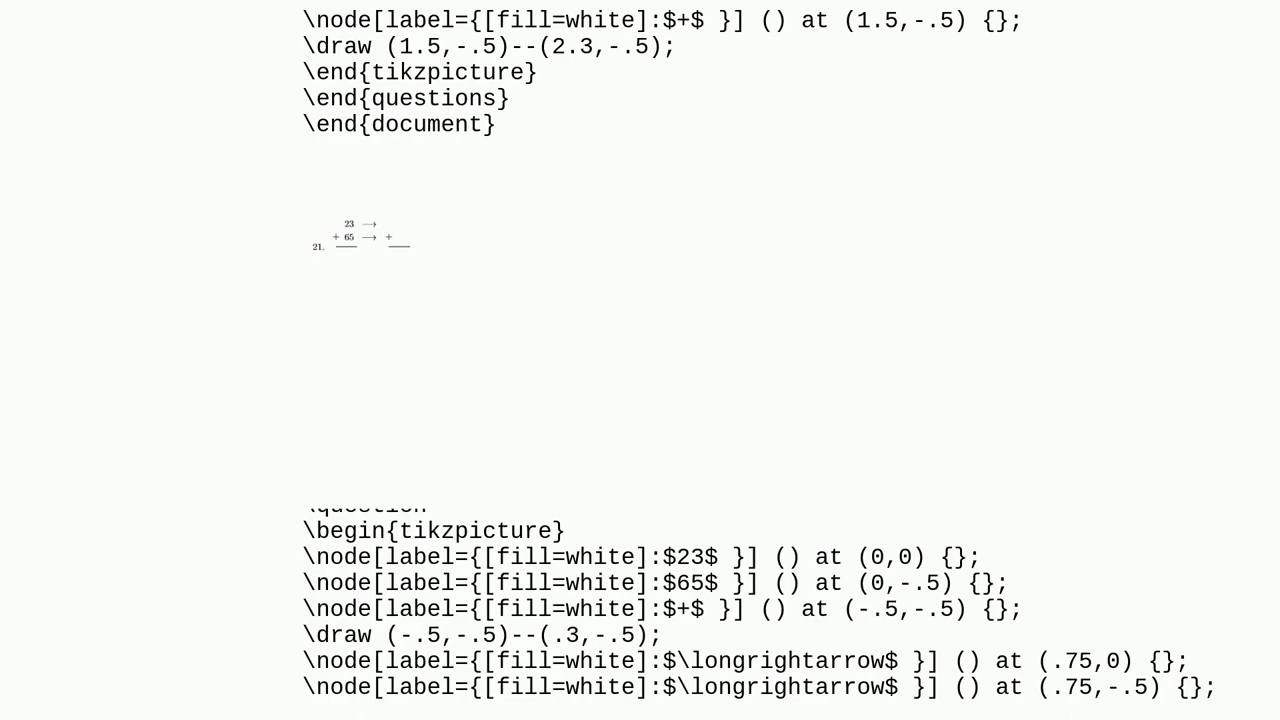 \node[label={[fill=white]:$+$ }] () at (1.5,-.5) {};
\draw (1.5,-.5)--(2.3,-.5);
\end{tikzpicture}
\end{questions}
\end{document}
23 ⟶
+ 65 ⟶ +
21.
\question
\begin{tikzpicture}
\node[label={[fill=white]:$23$ }] () at (0,0) {};
\node[label={[fill=white]:$65$ }] () at (0,-.5) {};
\node[label={[fill=white]:$+$ }] () at (-.5,-.5) {};
\draw (-.5,-.5)--(.3,-.5);
\node[label={[fill=white]:$\longrightarrow$ }] () at (.75,0) {};
\node[label={[fill=white]:$\longrightarrow$ }] () at (.75,-.5) {};